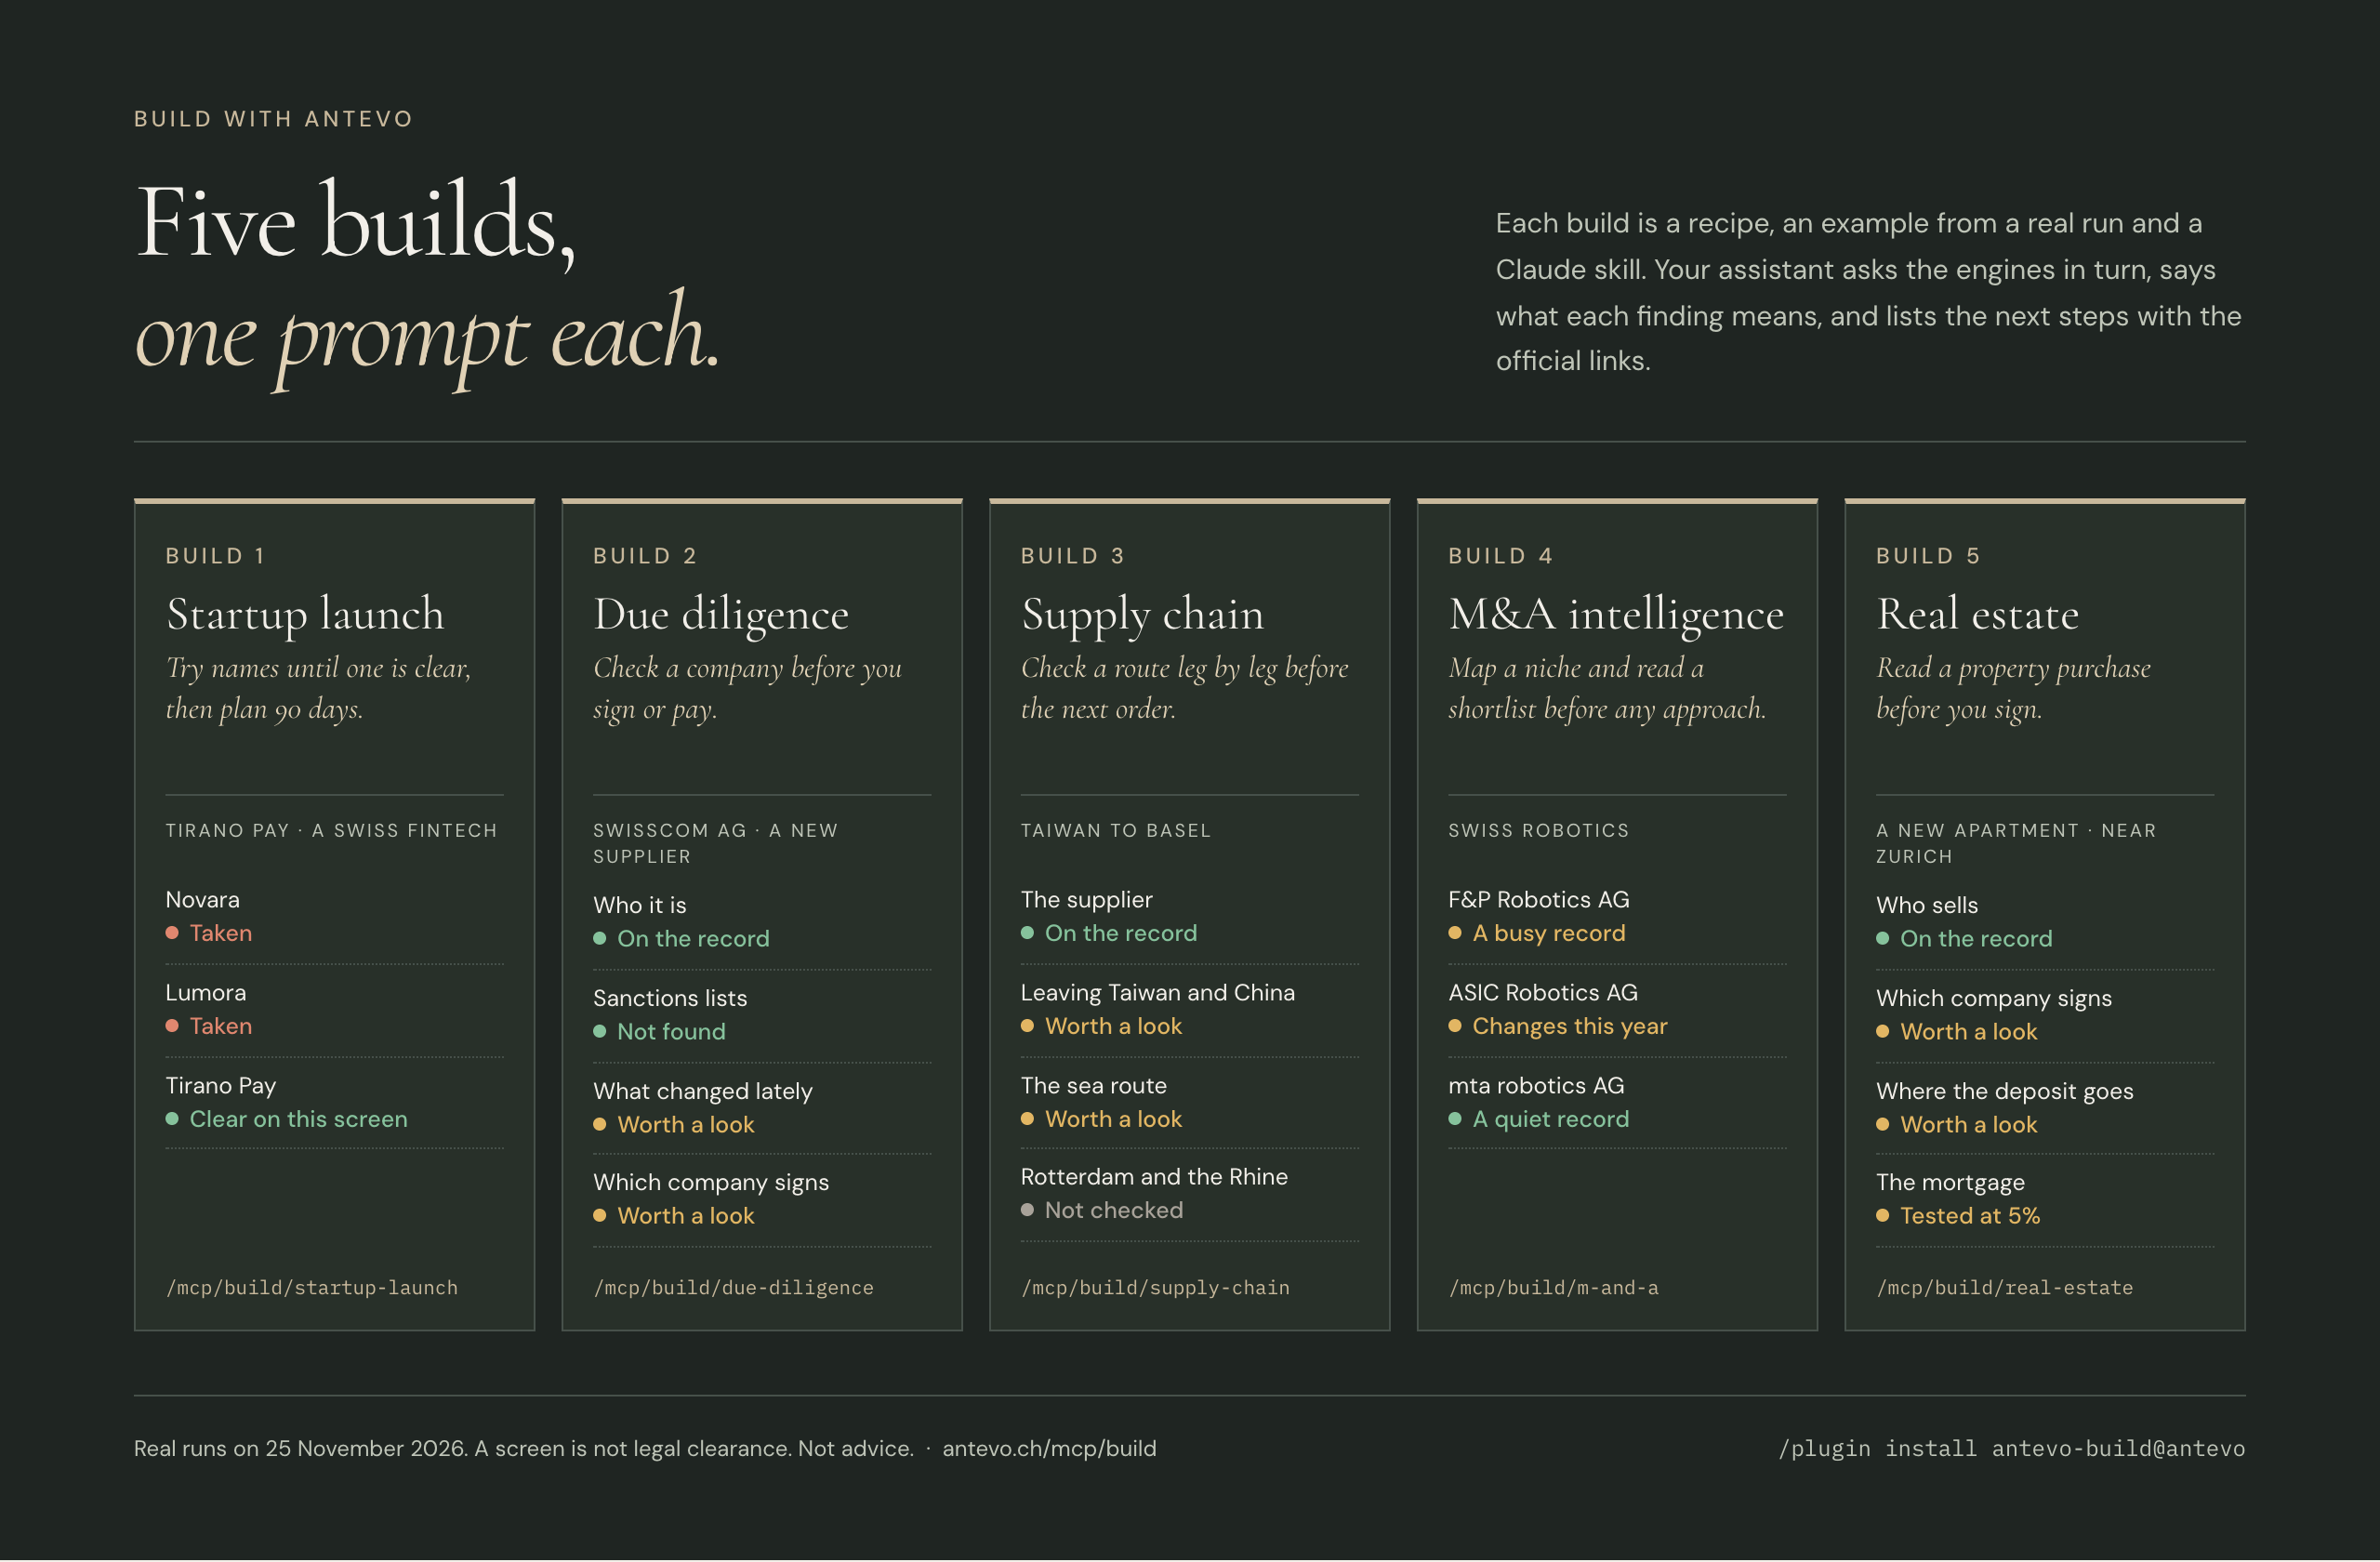 BUILD WITH ANTEVO
Five builds,
one prompt each.
Each build is a recipe, an example from a real run and a
Claude skill. Your assistant asks the engines in turn, says
what each finding means, and lists the next steps with the
official links.
BUILD 1
Startup launch
Try names until one is clear,
then plan 90 days.
TIRANO PAY · A SWISS FINTECH
Novara
Taken
Lumora
Taken
Tirano Pay
Clear on this screen
/mcp/build/startup-launch
BUILD 2
Due diligence
Check a company before you
sign or pay.
SWISSCOM AG · A NEW
SUPPLIER
Who it is
On the record
Sanctions lists
Not found
What changed lately
Worth a look
Which company signs
Worth a look
/mcp/build/due-diligence
BUILD 3
Supply chain
Check a route leg by leg before
the next order.
TAIWAN TO BASEL
The supplier
On the record
Leaving Taiwan and China
Worth a look
The sea route
Worth a look
Rotterdam and the Rhine
Not checked
/mcp/build/supply-chain
BUILD 4
M&A intelligence
Map a niche and read a
shortlist before any approach.
SWISS ROBOTICS
F&P Robotics AG
A busy record
ASIC Robotics AG
Changes this year
mta robotics AG
A quiet record
/mcp/build/m-and-a
BUILD 5
Real estate
Read a property purchase
before you sign.
A NEW APARTMENT · NEAR
ZURICH
Who sells
On the record
Which company signs
Worth a look
Where the deposit goes
Worth a look
The mortgage
Tested at 5%
/mcp/build/real-estate
Real runs on 25 November 2026. A screen is not legal clearance. Not advice. · antevo.ch/mcp/build
/plugin install antevo-build@antevo